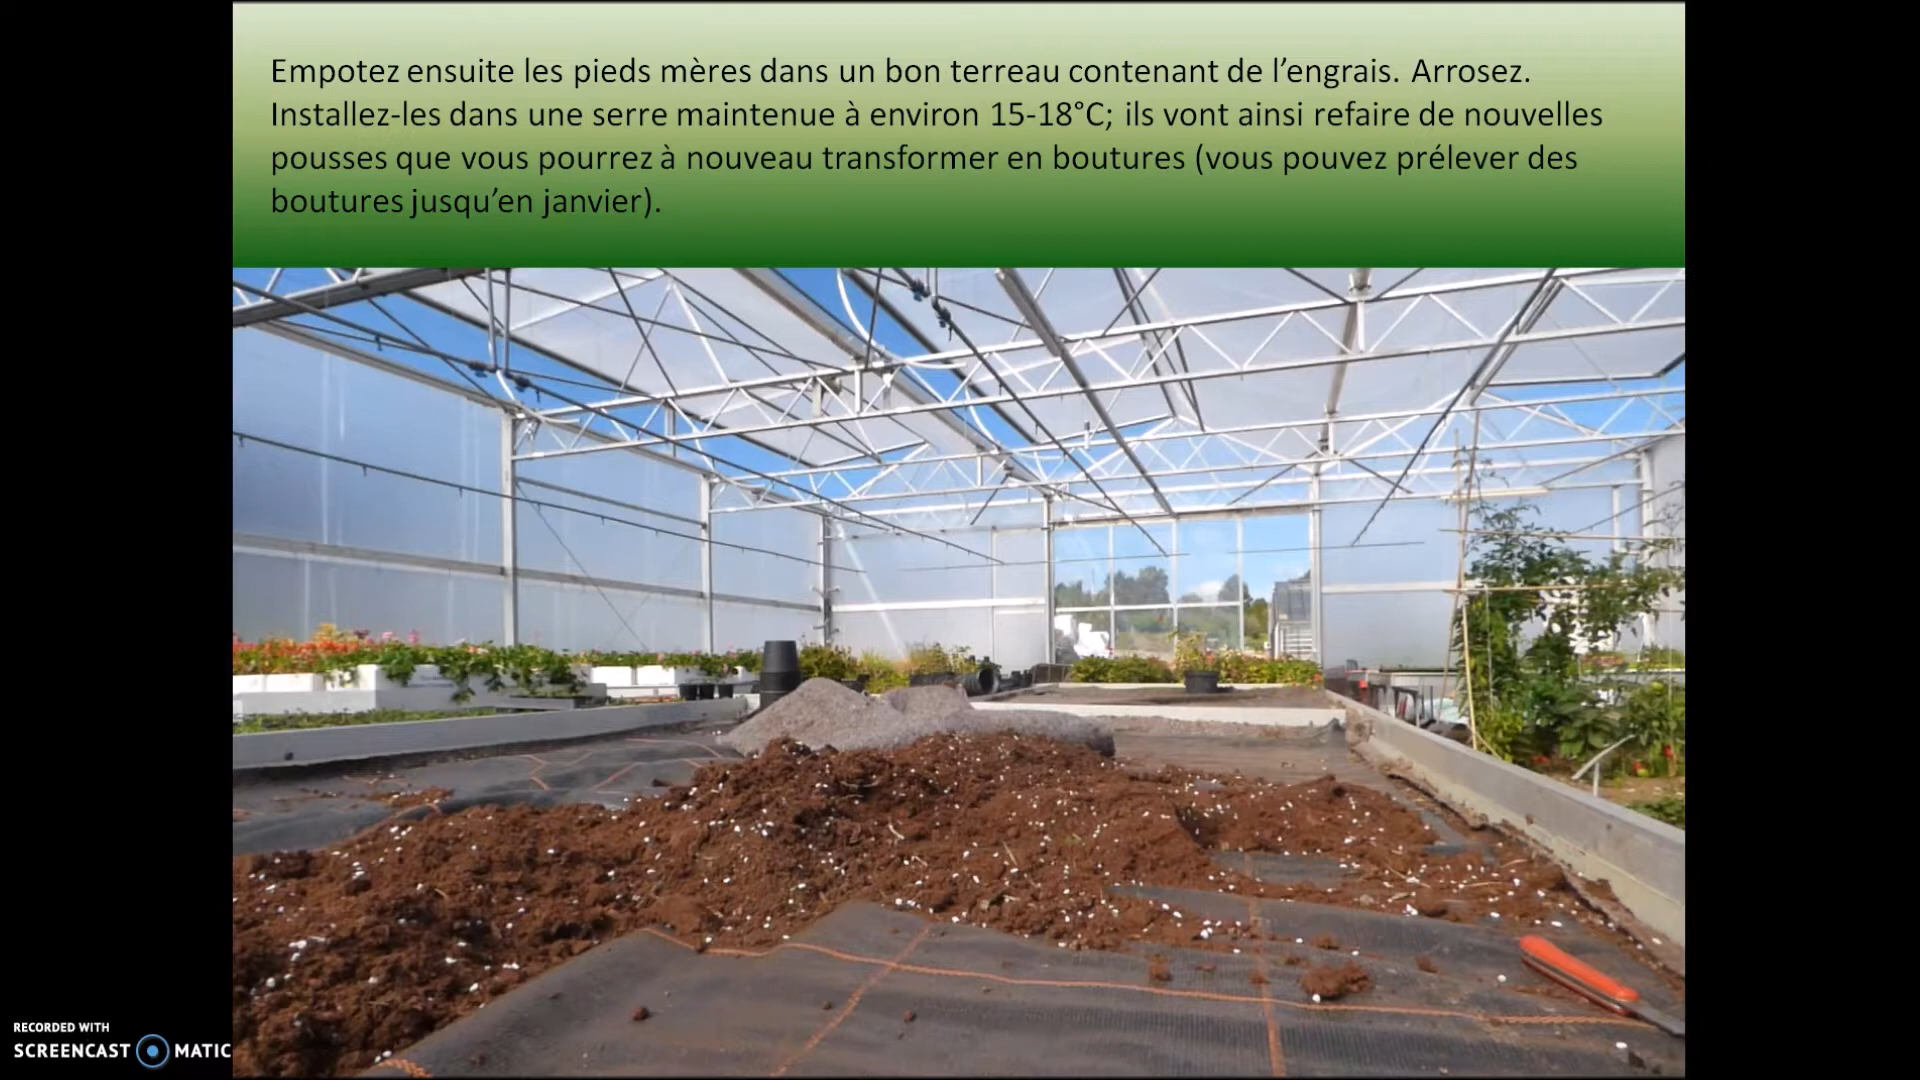 Empotez ensuite les pieds mères dans un bon terreau contenant de l’engrais. Arrosez.
Installez-les dans une serre maintenue à environ 15-18°C; ils vont ainsi refaire de nouvelles
pousses que vous pourrez à nouveau transformer en boutures (vous pouvez prélever des
boutures jusqu’en janvier).
RECORDED WITH
SCREENCAST MATIC